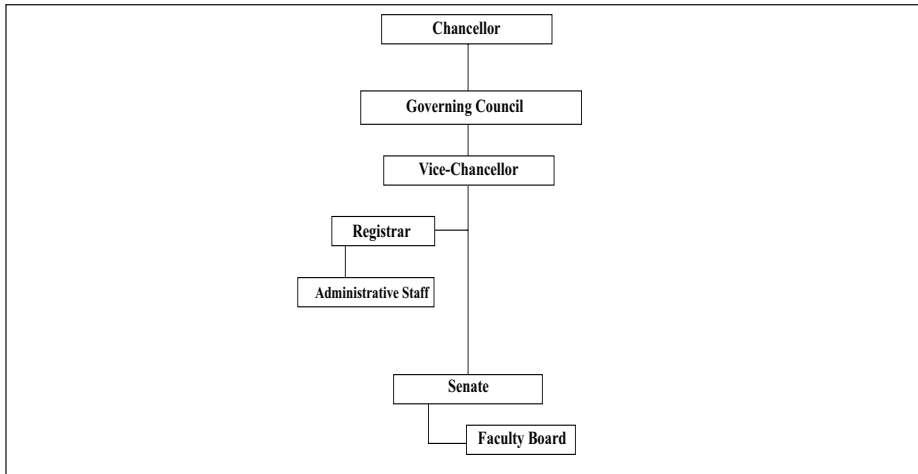 Chancellor
Governing Council
Vice-Chancellor
Registrar
Administrative Staff
Senate
Faculty Board